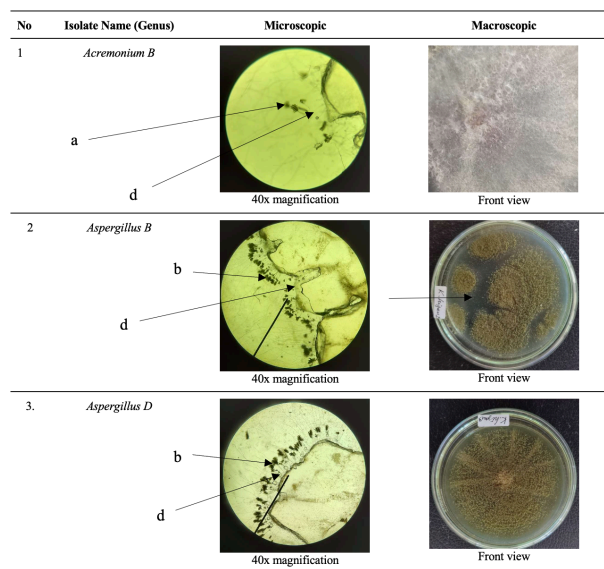 No Isolate Name (Genus) Microscopic Macroscopic
1 Acremonium B
a
d
40x magnification Front view
2 Aspergillus B
b
d
40x magnification Front view
3. Aspergillus D
b
d
40x magnification Front view